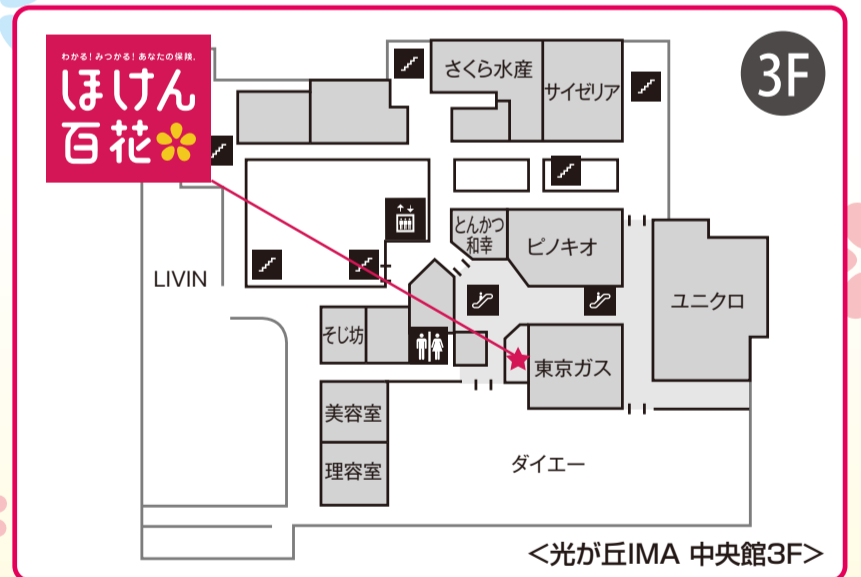 わかる!みつかる!あなたの保険。
ほけん
百花
3F
さくら水産
サイゼリア
とんかつ
和幸
ピノキオ
LIVIN
ユニクロ
そじ坊
東京ガス
美容室
理容室
ダイエー
<光が丘IMA 中央館3F>